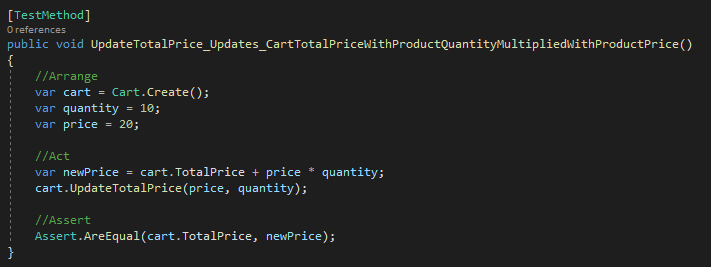 [TestMethod]
0 references
public void UpdateTotalPrice_Updates_CartTotalPriceWithProductQuantityMultipliedWithProductPrice()
{
    //Arrange
    var cart = Cart.Create();
    var quantity = 10;
    var price = 20;

    //Act
    var newPrice = cart.TotalPrice + price * quantity;
    cart.UpdateTotalPrice(price, quantity);

    //Assert
    Assert.AreEqual(cart.TotalPrice, newPrice);
}